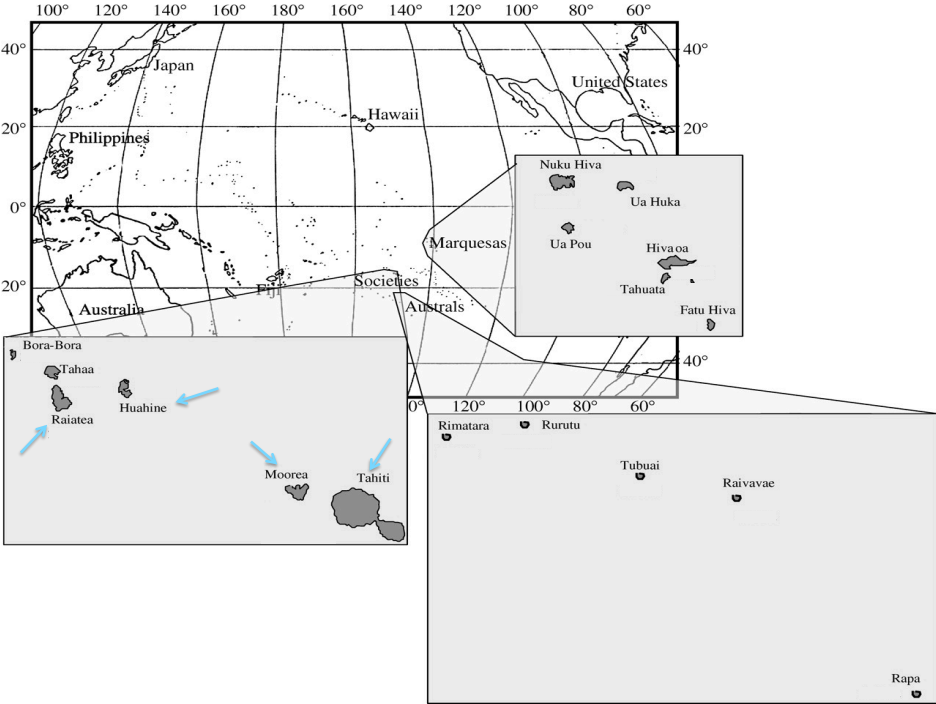 100° 120° 140° 160° 180° 160° 140° 120° 100° 80° 60°
40° 40°
Japan
United States
Hawaii
20° 20°
Philippines
Nuku Hiva
Ua Huka
0°
Ua Pou
Marquesas
Hivaoa
Societies
20°
Fiji
Tahuata
Australs
Australia
Fatu Hiva
Bora-Bora
40°
Tahaa
Huahine
0° 120° 100° 80° 60°
Raiatea
Rimatara
Rurutu
Tubuai
Moorea
Tahiti
Raivavae
Rapa